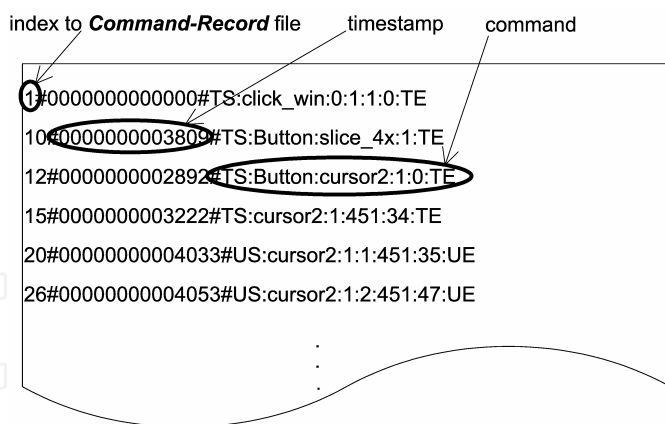 index to Command-Record file timestamp command
1#0000000000000#TS:click_win:0:1:1:0:TE
10#0000000003809#TS:Button:slice_4x:1:TE
12#0000000002892#TS:Button:cursor2:1:0:TE
15#0000000003222#TS:cursor2:1:451:34:TE
20#00000000004033#US:cursor2:1:1:451:35:UE
26#00000000004053#US:cursor2:1:2:451:47:UE